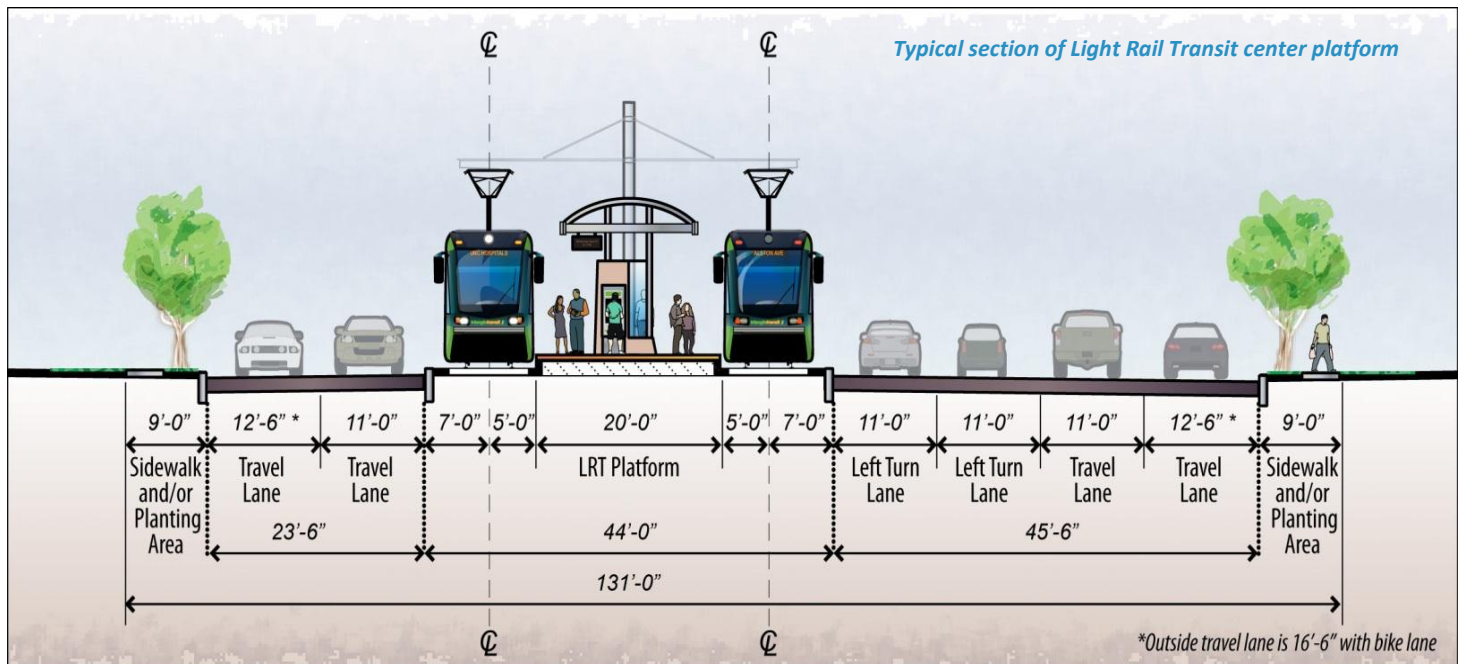 ℄ ℄
Typical section of Light Rail Transit center platform
UNC HOSPITALS
ALSTON AVE
9’-0” 12’-6” * 11’-0” 7’-0” 5’-0” 20’-0” 5’-0” 7’-0” 11’-0” 11’-0” 11’-0” 12’-6” * 9’-0”
Sidewalk
and/or
Planting
Area
Travel
Lane
Travel
Lane
LRT Platform
Left Turn
Lane
Left Turn
Lane
Travel
Lane
Travel
Lane
Sidewalk
and/or
Planting
Area
23’-6” 44’-0” 45’-6”
131’-0”
℄ ℄
*Outside travel lane is 16’-6” with bike lane